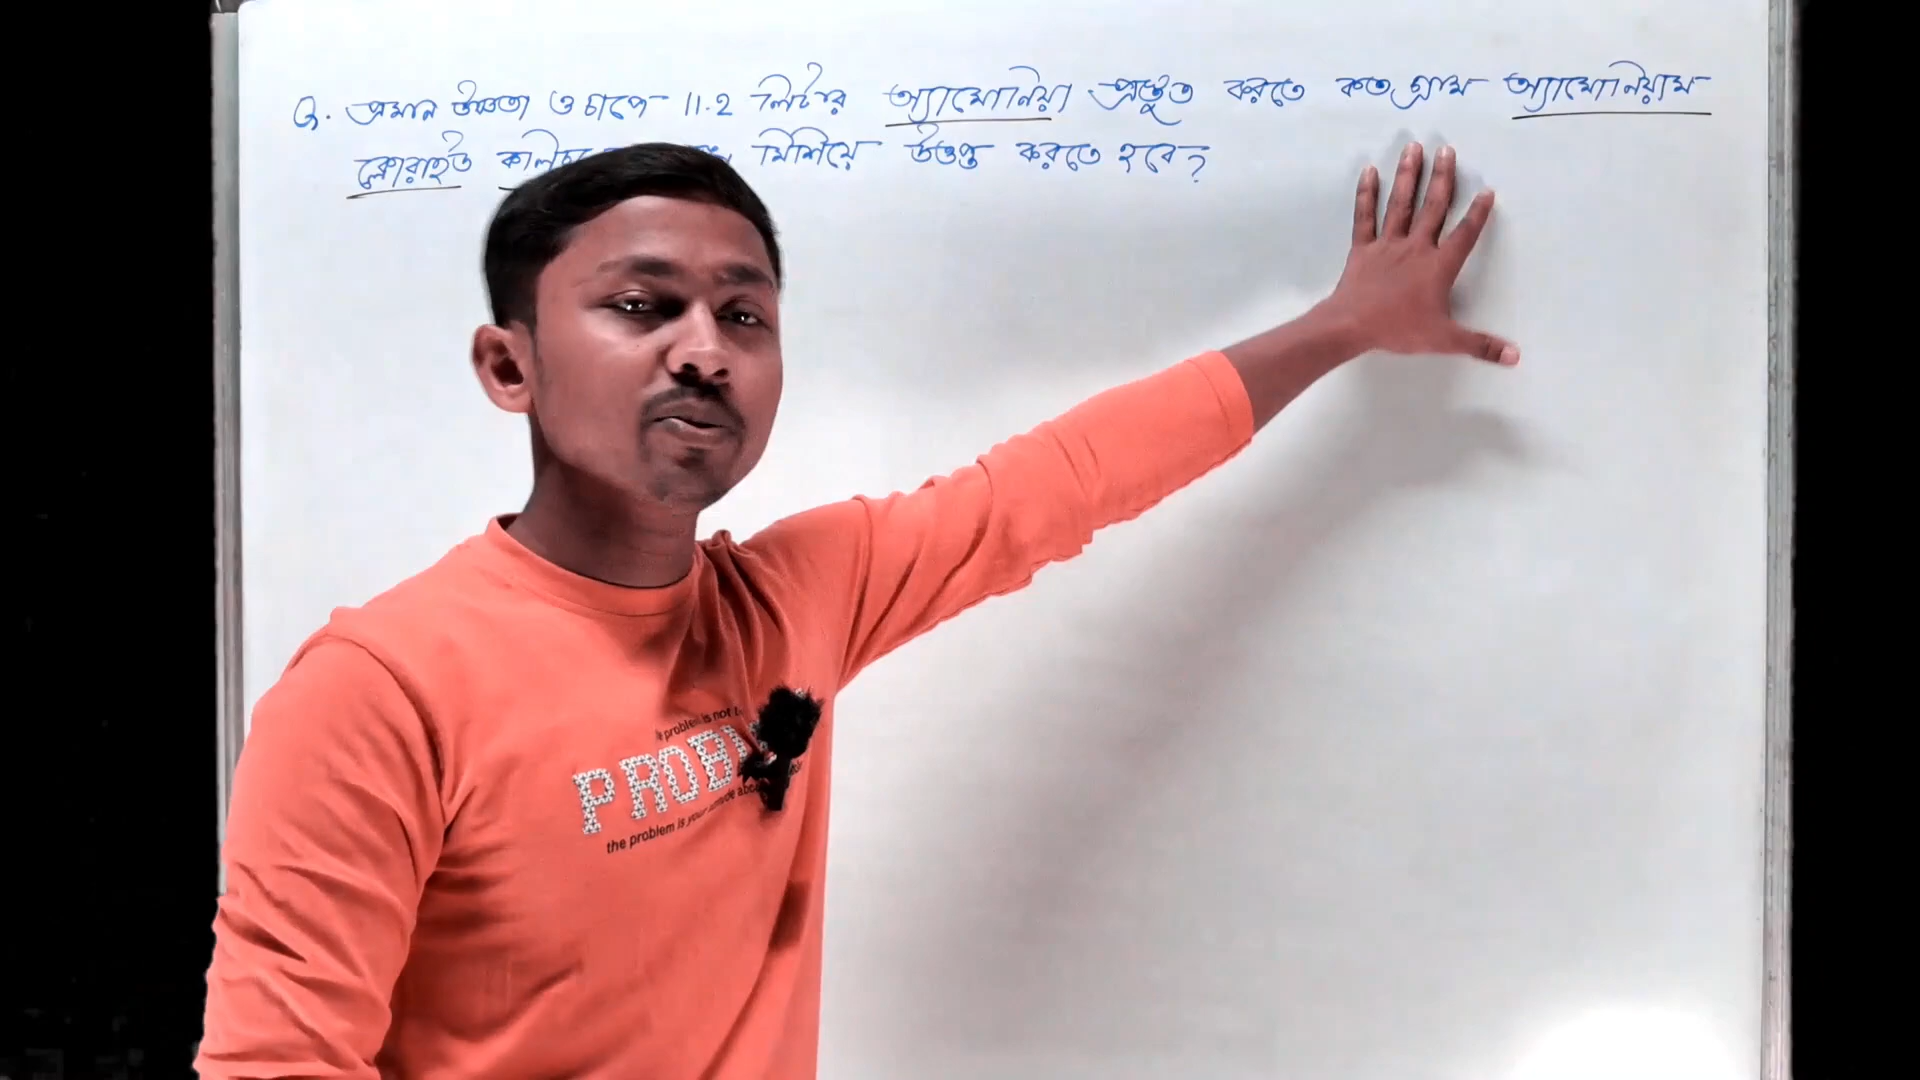 Q. প্রমান উষ্ণতা ও চাপে 11.2 লিটার অ্যামোনিয়া প্রস্তুত করতে কত গ্রাম অ্যামোনিয়াম
ক্লোরাইড মিশিয়ে উত্তপ্ত করতে হবে?
problem is not
PROBL
the problem is your